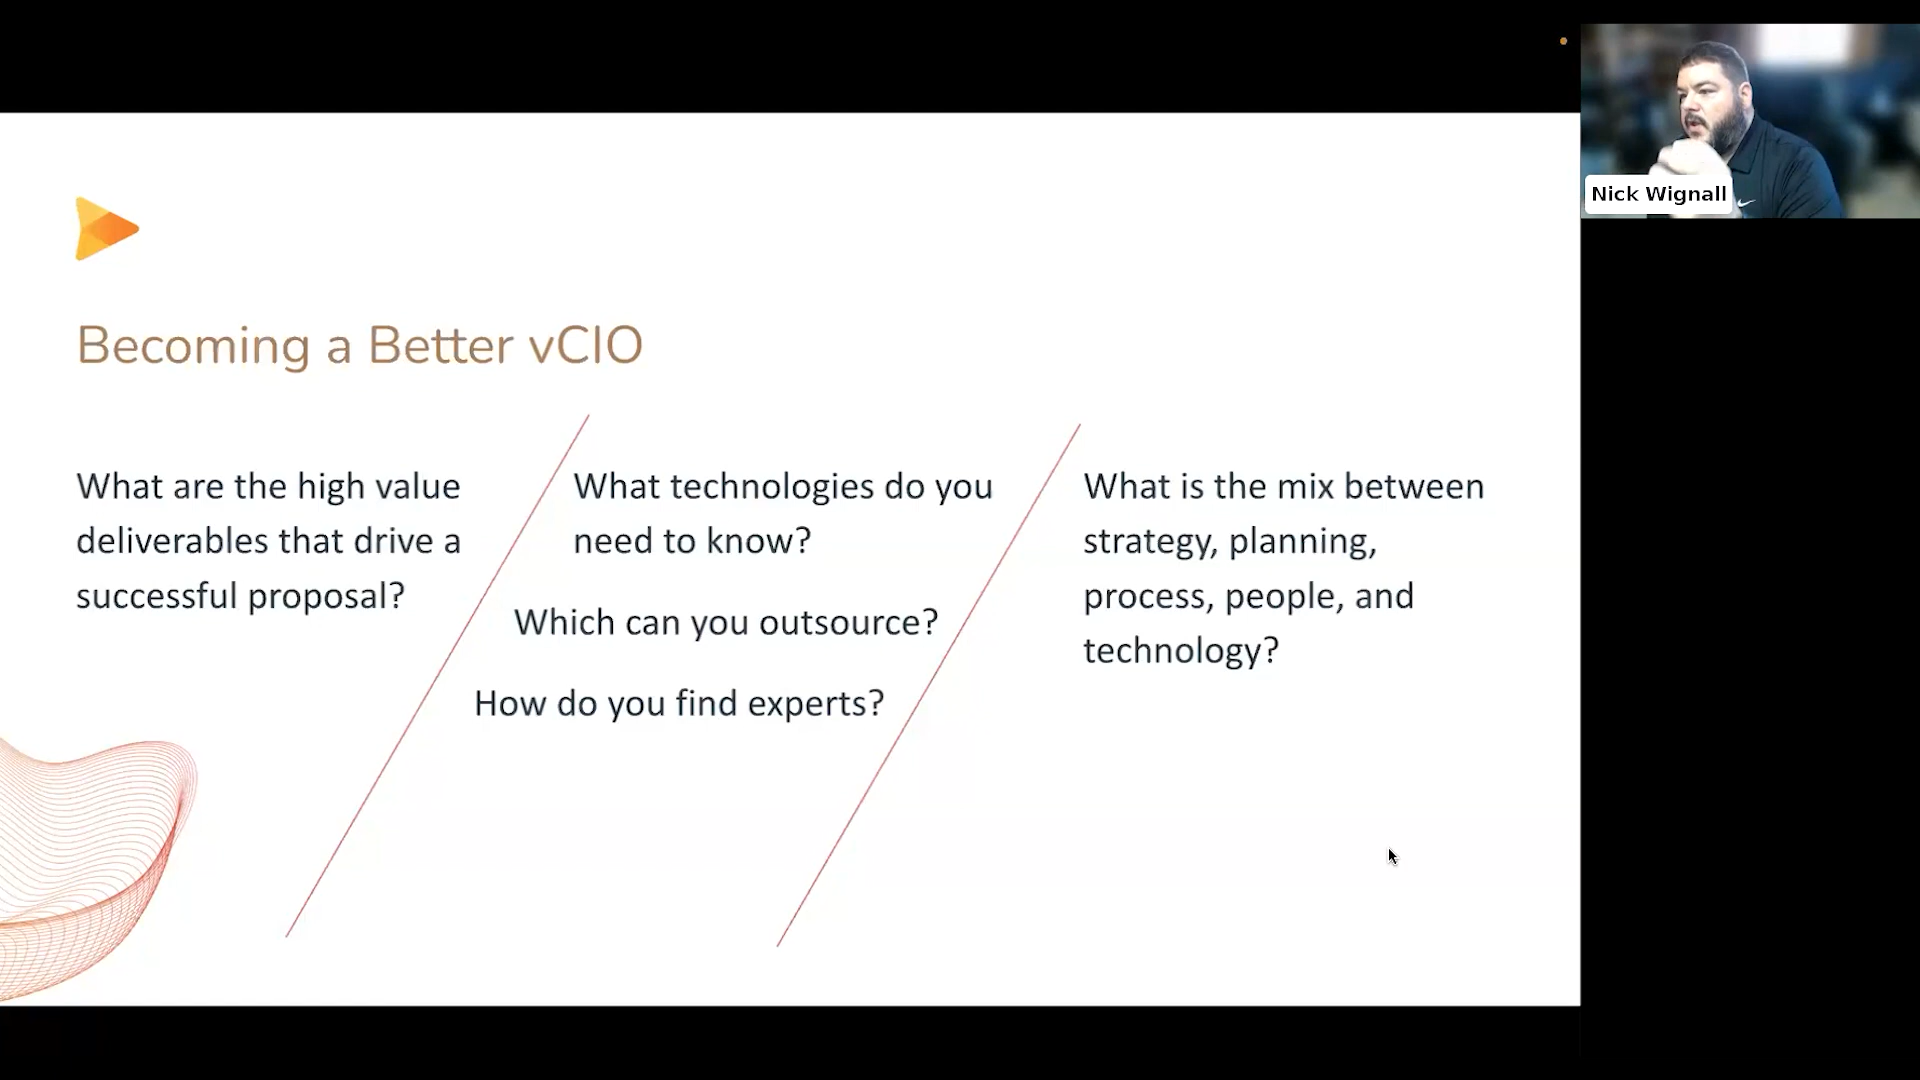 Becoming a Better vCIO
What are the high value
deliverables that drive a
successful proposal?
What technologies do you
need to know?
Which can you outsource?
How do you find experts?
What is the mix between
strategy, planning,
process, people, and
technology?
Nick Wignall